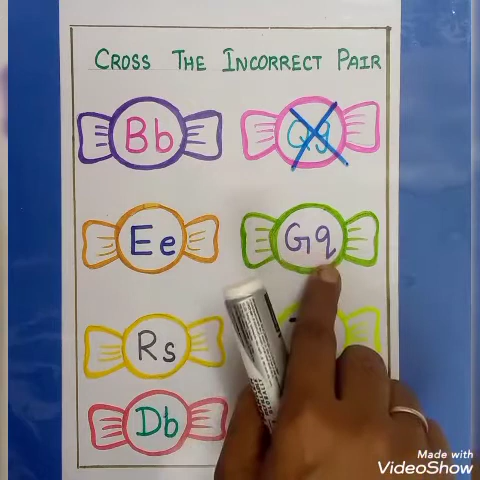 CROSS THE INCORRECT PAIR
Bb Qg
Ee Gq
Rs
Db
Made with
VideoShow